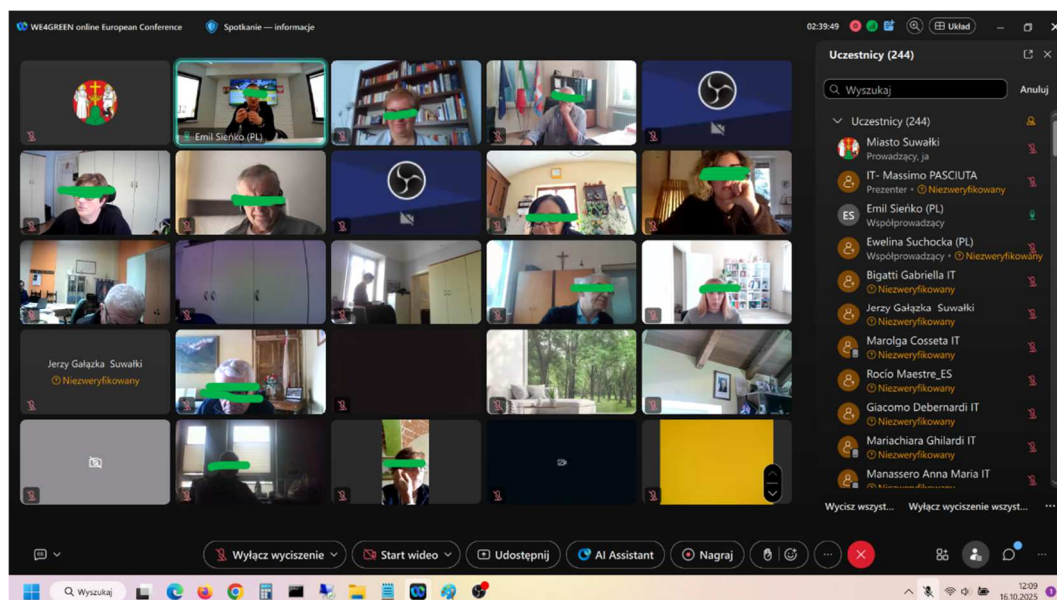 WE4GREEN online European Conference
Spotkanie — informacje
02:39:49
Układ
Emil Sieńko (PL)
Jerzy Gałązka Suwałki
Niezweryfikowany
Uczestnicy (244)
Wyszukaj
Anuluj
Uczestnicy (244)
Miasto Suwałki
Prowadzący, ja
IT- Massimo PASCIUTA
Prezenter • Niezweryfikowany
ES
Emil Sieńko (PL)
Współprowadzący
Ewelina Suchocka (PL)
Współprowadzący • Niezweryfikowany
Bigatti Gabriella IT
Niezweryfikowany
Jerzy Gałązka Suwałki
Niezweryfikowany
Marolga Cosseta IT
Niezweryfikowany
Rocio Maestre_ES
Niezweryfikowany
Giacomo Debernardi IT
Niezweryfikowany
Mariachiara Ghilardi IT
Niezweryfikowany
Manassero Anna Maria IT
Wycisz wszyst...
Wyłącz wyciszenie wszyst...
Wyłącz wyciszenie
Start wideo
Udostępnij
AI Assistant
Nagraj
Wyszukaj
12:09
16.10.2025